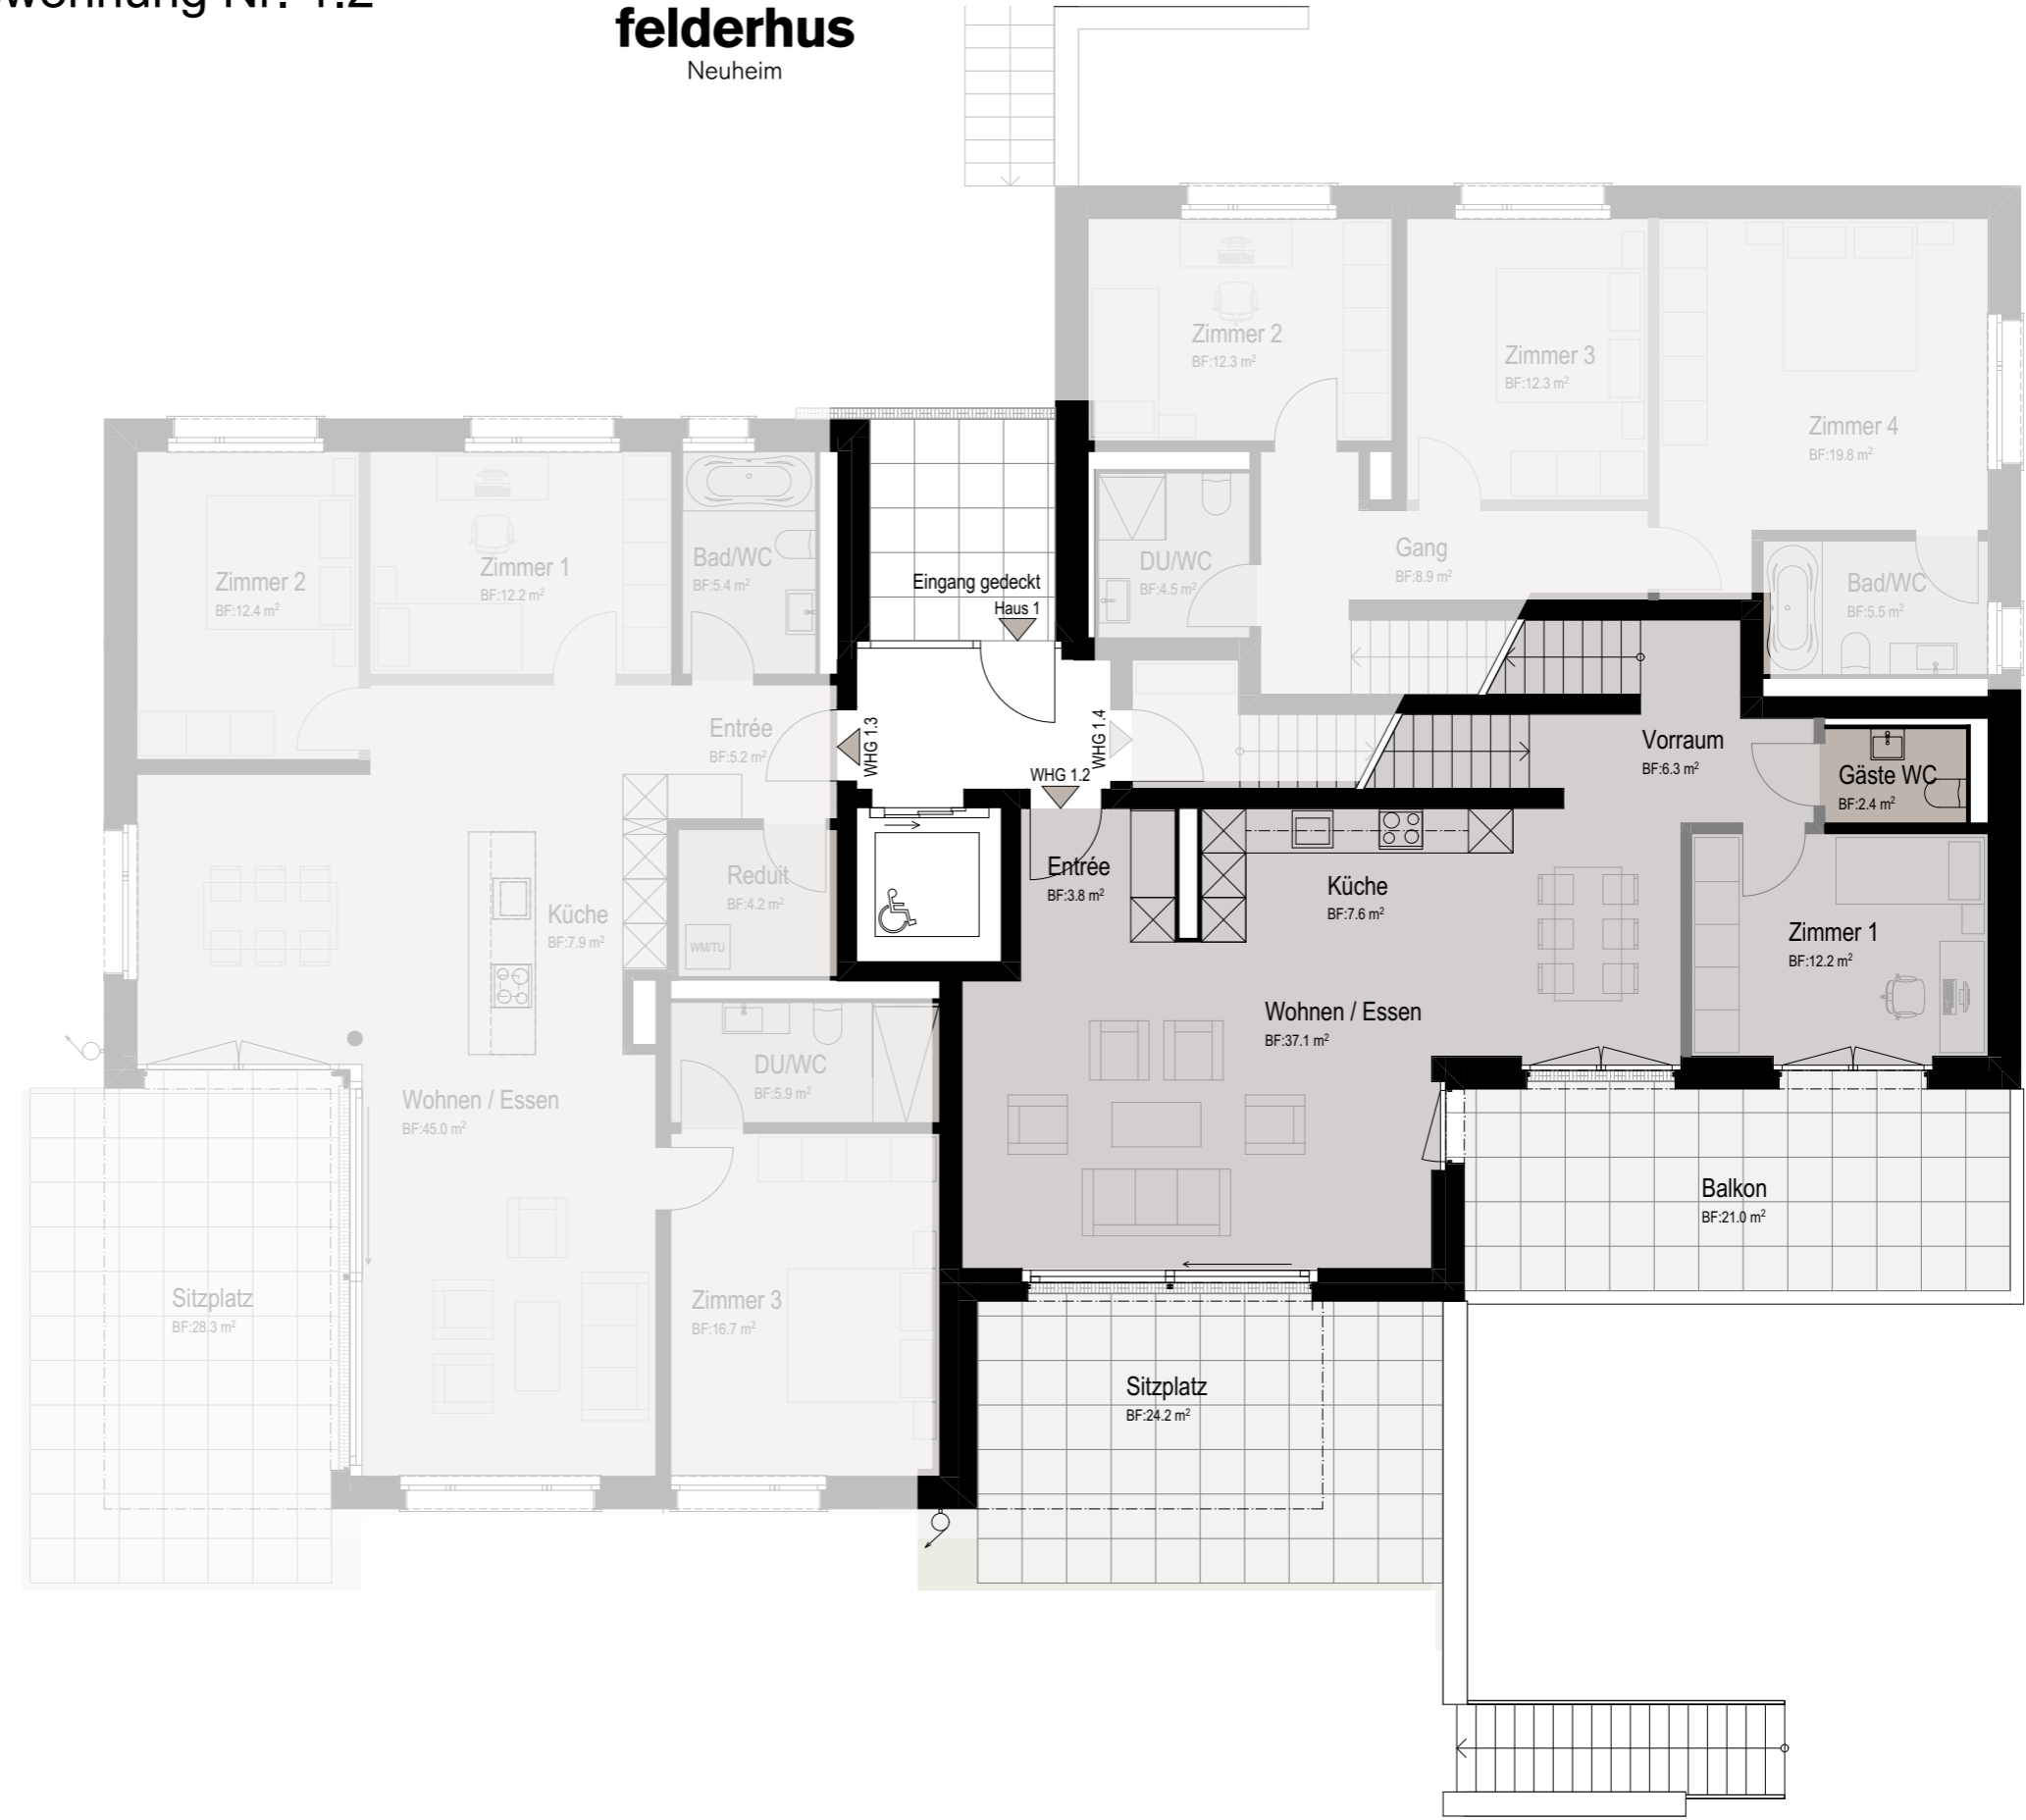 felderhus
Neuheim
Zimmer 2
BF:12.3 m²
Zimmer 3
BF:12.3 m²
Zimmer 4
BF:19.8 m²
DU/WC
BF:4.5 m²
Gang
BF:8.9 m²
Bad/WC
BF:5.5 m²
Zimmer 2
BF:12.4 m²
Zimmer 1
BF:12.2 m²
Bad/WC
BF:5.4 m²
Eingang gedeckt
Haus 1
Entrée
BF:5.2 m²
WHG 1.3
WHG 1.4
WHG 1.2
Vorraum
BF:6.3 m²
Gäste WC
BF:2.4 m²
Reduit
BF:4.2 m²
WM/TU
Küche
BF:7.9 m²
Entrée
BF:3.8 m²
Küche
BF:7.6 m²
Zimmer 1
BF:12.2 m²
Wohnen / Essen
BF:37.1 m²
DU/WC
BF:5.9 m²
Wohnen / Essen
BF:45.0 m²
Balkon
BF:21.0 m²
Sitzplatz
BF:28.3 m²
Zimmer 3
BF:16.7 m²
Sitzplatz
BF:24.2 m²